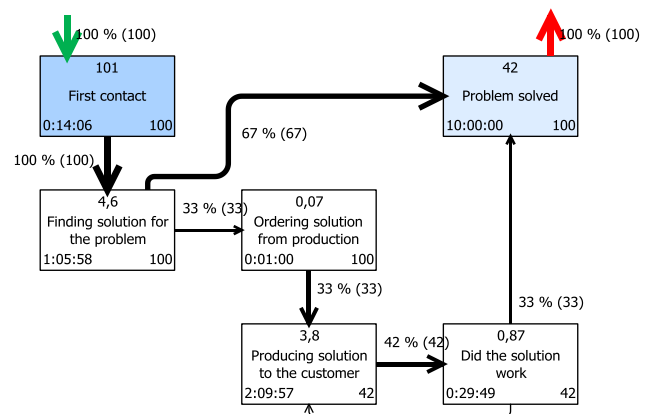 100 % (100)
100 % (100)
101
First contact
0:14:06 100
42
Problem solved
10:00:00 100
67 % (67)
100 % (100)
4,6
Finding solution for
the problem
1:05:58 100
33 % (33)
0,07
Ordering solution
from production
0:01:00 100
33 % (33)
33 % (33)
3,8
Producing solution
to the customer
2:09:57 42
42 % (42)
0,87
Did the solution
work
0:29:49 42